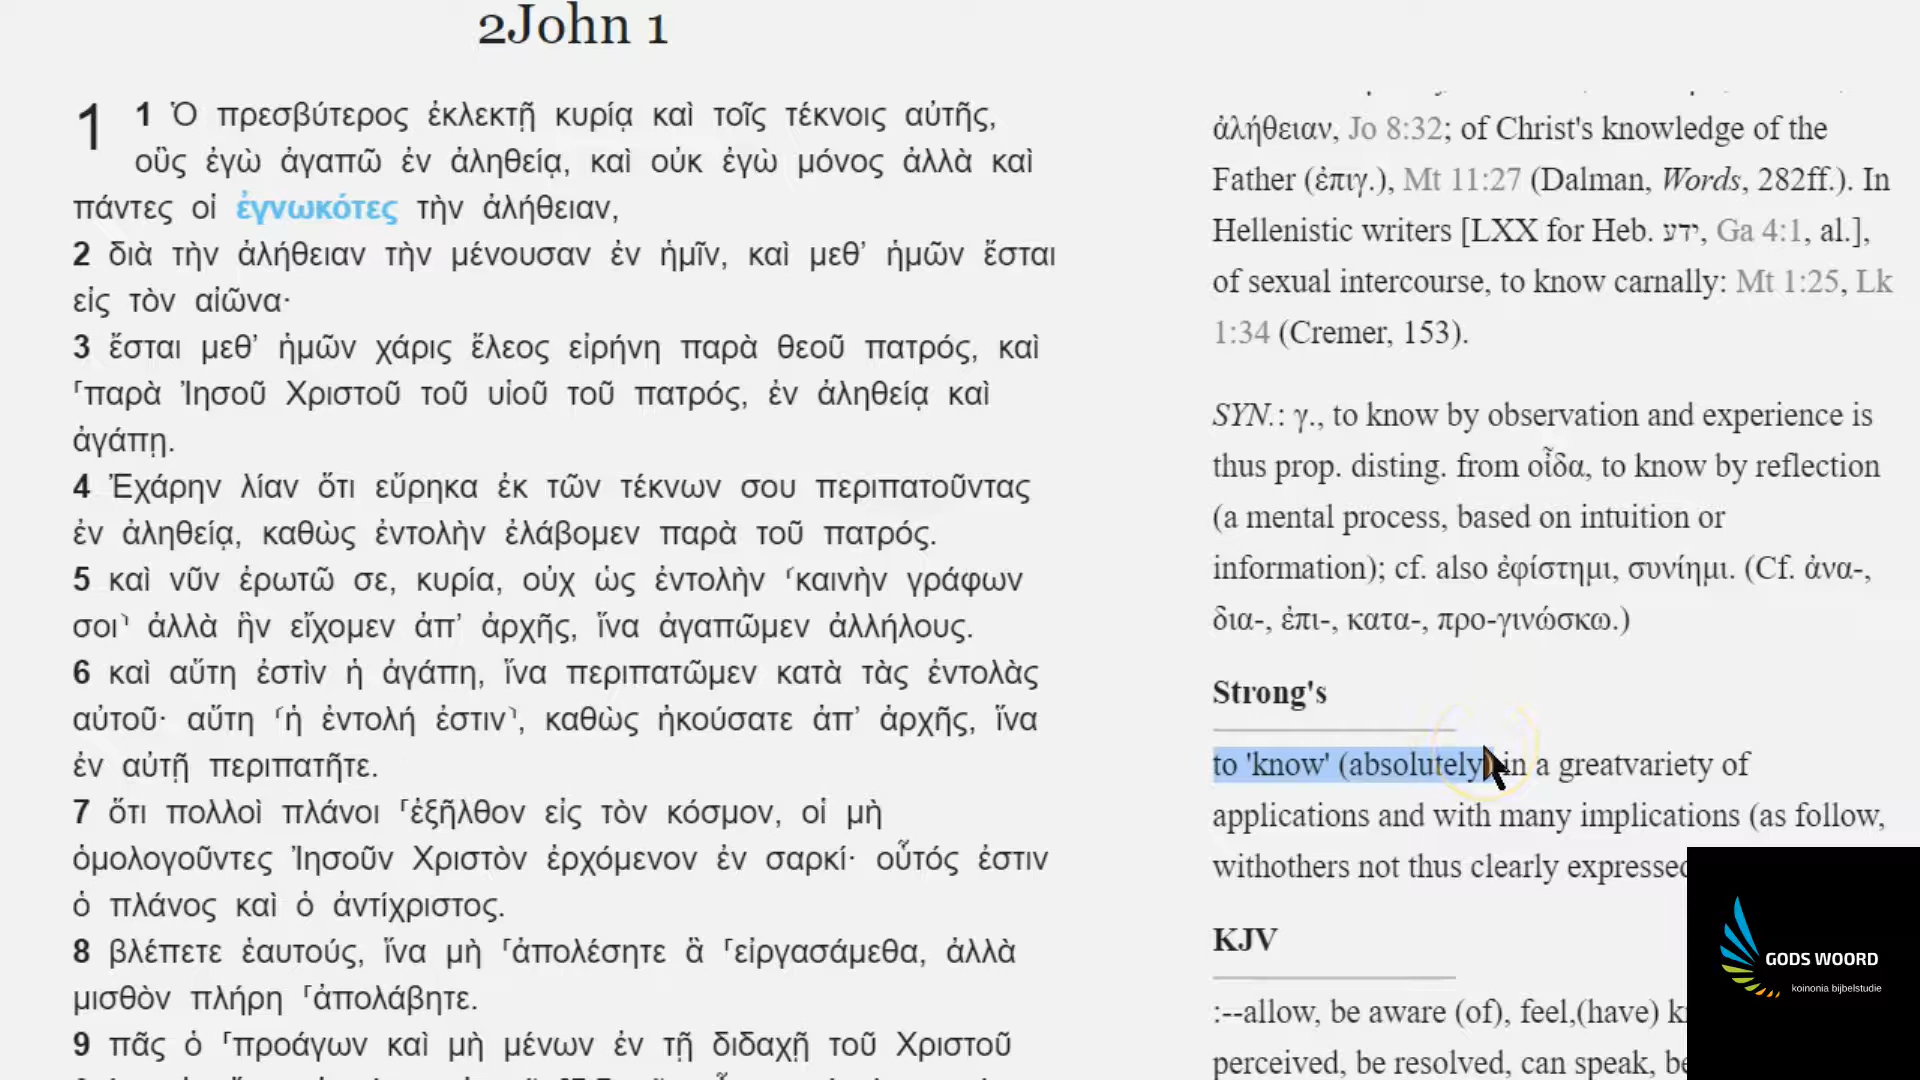 2John 1
1 1 Ὁ πρεσβύτερος ἐκλεκτῇ κυρίᾳ καὶ τοῖς τέκνοις αὐτῆς,
οὓς ἐγὼ ἀγαπῶ ἐν ἀληθείᾳ, καὶ οὐκ ἐγὼ μόνος ἀλλὰ καὶ
πάντες οἱ ἐγνωκότες τὴν ἀλήθειαν,
2 διὰ τὴν ἀλήθειαν τὴν μένουσαν ἐν ἡμῖν, καὶ μεθ’ ἡμῶν ἔσται
εἰς τὸν αἰῶνα·
3 ἔσται μεθ’ ἡμῶν χάρις ἔλεος εἰρήνη παρὰ θεοῦ πατρός, καὶ
⸀παρὰ Ἰησοῦ Χριστοῦ τοῦ υἱοῦ τοῦ πατρός, ἐν ἀληθείᾳ καὶ
ἀγάπῃ.
4 Ἐχάρην λίαν ὅτι εὕρηκα ἐκ τῶν τέκνων σου περιπατοῦντας
ἐν ἀληθείᾳ, καθὼς ἐντολὴν ἐλάβομεν παρὰ τοῦ πατρός.
5 καὶ νῦν ἐρωτῶ σε, κυρία, οὐχ ὡς ἐντολὴν ⸂καινὴν γράφων
σοι⸃ ἀλλὰ ἣν εἴχομεν ἀπ’ ἀρχῆς, ἵνα ἀγαπῶμεν ἀλλήλους.
6 καὶ αὕτη ἐστὶν ἡ ἀγάπη, ἵνα περιπατῶμεν κατὰ τὰς ἐντολὰς
αὐτοῦ· αὕτη ⸂ἡ ἐντολή ἐστιν⸃, καθὼς ἠκούσατε ἀπ’ ἀρχῆς, ἵνα
ἐν αὐτῇ περιπατῆτε.
7 ὅτι πολλοὶ πλάνοι ⸀ἐξῆλθον εἰς τὸν κόσμον, οἱ μὴ
ὁμολογοῦντες Ἰησοῦν Χριστὸν ἐρχόμενον ἐν σαρκί· οὗτός ἐστιν
ὁ πλάνος καὶ ὁ ἀντίχριστος.
8 βλέπετε ἑαυτούς, ἵνα μὴ ⸀ἀπολέσητε ἃ ⸀εἰργασάμεθα, ἀλλὰ
μισθὸν πλήρη ⸀ἀπολάβητε.
9 πᾶς ὁ ⸀προάγων καὶ μὴ μένων ἐν τῇ διδαχῇ τοῦ Χριστοῦ
ἀλήθειαν, Jo 8:32; of Christ's knowledge of the
Father (ἐπιγ.), Mt 11:27 (Dalman, Words, 282ff.). In
Hellenistic writers [LXX for Heb. ידע, Ga 4:1, al.],
of sexual intercourse, to know carnally: Mt 1:25, Lk
1:34 (Cremer, 153).
SYN.: γ., to know by observation and experience is
thus prop. disting. from οἶδα, to know by reflection
(a mental process, based on intuition or
information); cf. also ἐφίστημι, συνίημι. (Cf. ἀνα-,
δια-, ἐπι-, κατα-, προ-γινώσκω.)
Strong's
to 'know' (absolutely) in a greatvariety of
applications and with many implications (as follow,
withothers not thus clearly expressed
KJV
:--allow, be aware (of), feel,(have)
perceived, be resolved, can speak,
GODS WOORD
koinonia bijbelstudie